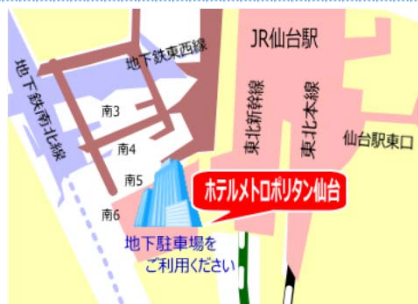 JR仙台駅
地下鉄東西線
地下鉄南北線
南3
東北新幹線
東北本線
南4
仙台駅東口
南5
ホテルメトロポリタン仙台
南6
地下駐車場を
ご利用ください